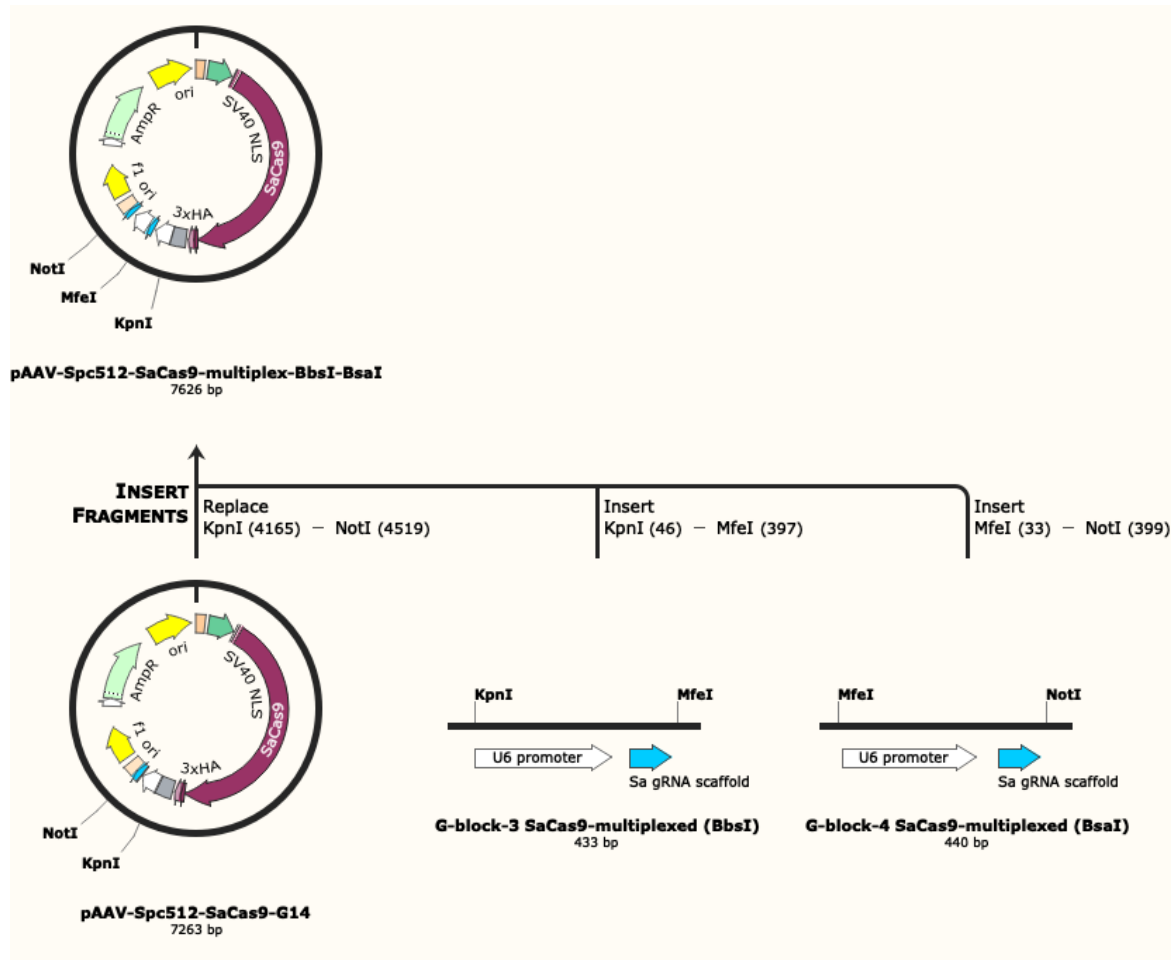 ori
AmpR
SV40 NLS
SaCas9
f1 ori
3xHA
NotI
MfeI
KpnI
pAAV-Spc512-SaCas9-multiplex-BbsI-BsaI
7626 bp
INSERT
FRAGMENTS
Replace
KpnI (4165) – NotI (4519)
Insert
KpnI (46) – MfeI (397)
Insert
MfeI (33) – NotI (399)
ori
AmpR
SV40 NLS
SaCas9
f1 ori
3xHA
NotI
KpnI
pAAV-Spc512-SaCas9-G14
7263 bp
KpnI
MfeI
U6 promoter
Sa gRNA scaffold
G-block-3 SaCas9-multiplexed (BbsI)
433 bp
MfeI
NotI
U6 promoter
Sa gRNA scaffold
G-block-4 SaCas9-multiplexed (BsaI)
440 bp